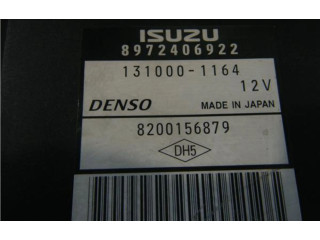 ISUZU
8972406922
131000-1164
12V
DENSO MADE IN JAPAN
8200156879
DH5